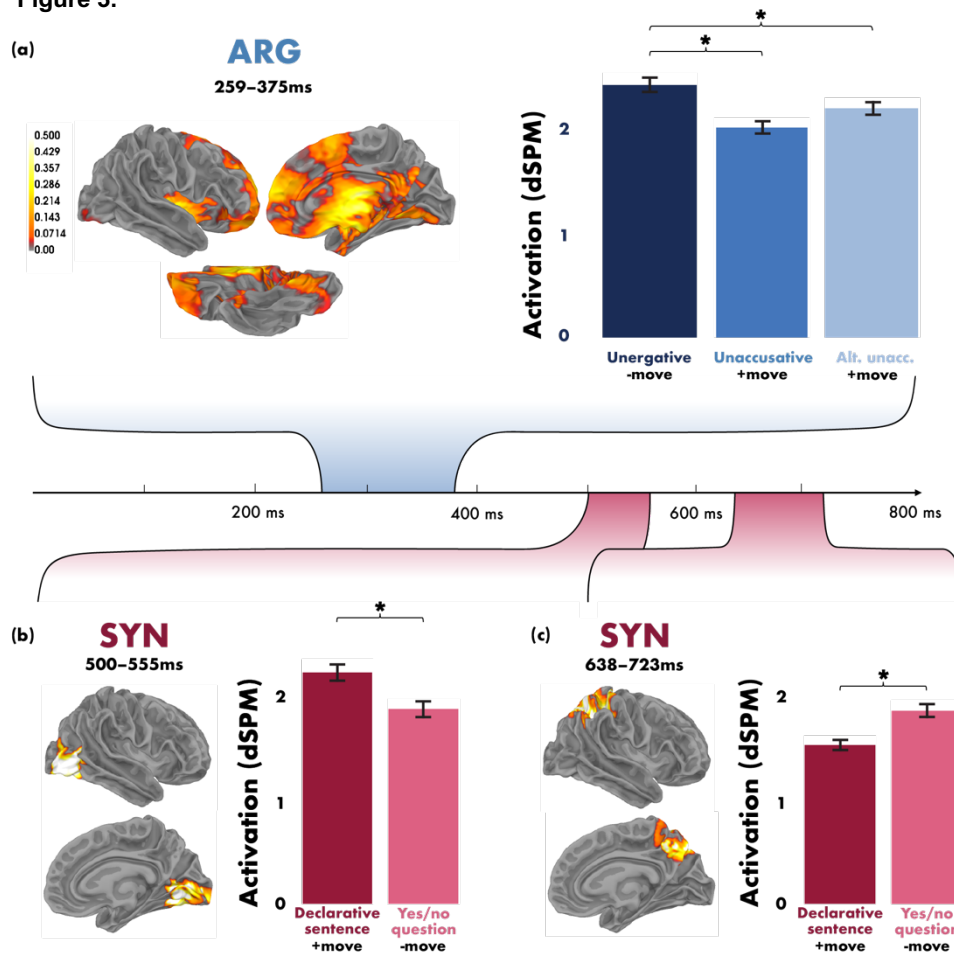 Figure 3.
(a)
ARG
259–375ms
0.500
0.429
0.357
0.286
0.214
0.143
0.0714
0.00
*
*
Activation (dSPM)
2
1
0
Unergative
-move
Unaccusative
+move
Alt. unacc.
+move
200 ms
400 ms
600 ms
800 ms
(b)
SYN
500–555ms
*
Activation (dSPM)
2
1
0
Declarative
sentence
+move
Yes/no
question
-move
(c)
SYN
638–723ms
*
Activation (dSPM)
2
1
0
Declarative
sentence
+move
Yes/no
question
-move